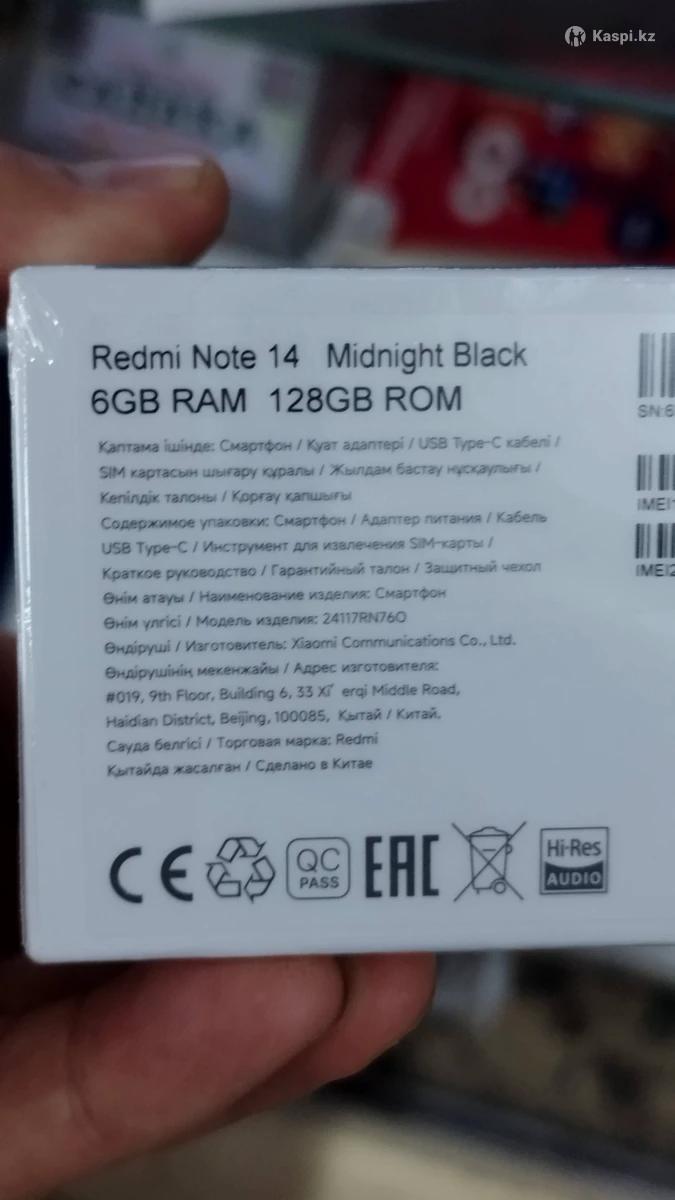 Kaspi.kz
Redmi Note 14 Midnight Black
6GB RAM 128GB ROM
Қаптама ішінде: Смартфон / Қуат адаптері / USB Type-C кабелі /
SIM картасын шығару құралы / Жылдам бастау нұсқаулығы /
Кепілдік талоны / Қорғау қапшығы
Содержимое упаковки: Смартфон / Адаптер питания / Кабель
USB Type-C / Инструмент для извлечения SIM-карты /
Краткое руководство / Гарантийный талон / Защитный чехол
Өнім атауы / Наименование изделия: Смартфон
Өнім үлгісі / Модель изделия: 24117RN76O
Өндіруші / Изготовитель: Xiaomi Communications Co., Ltd.
Өндірушінің мекенжайы / Адрес изготовителя:
#019, 9th Floor, Building 6, 33 Xi' erqi Middle Road,
Haidian District, Beijing, 100085, Қытай / Китай.
Сауда белгісі / Торговая марка: Redmi
Қытайда жасалған / Сделано в Китае
SN:6
IMEI1
IMEI2
CE
QC PASS
EAC
Hi-Res
AUDIO